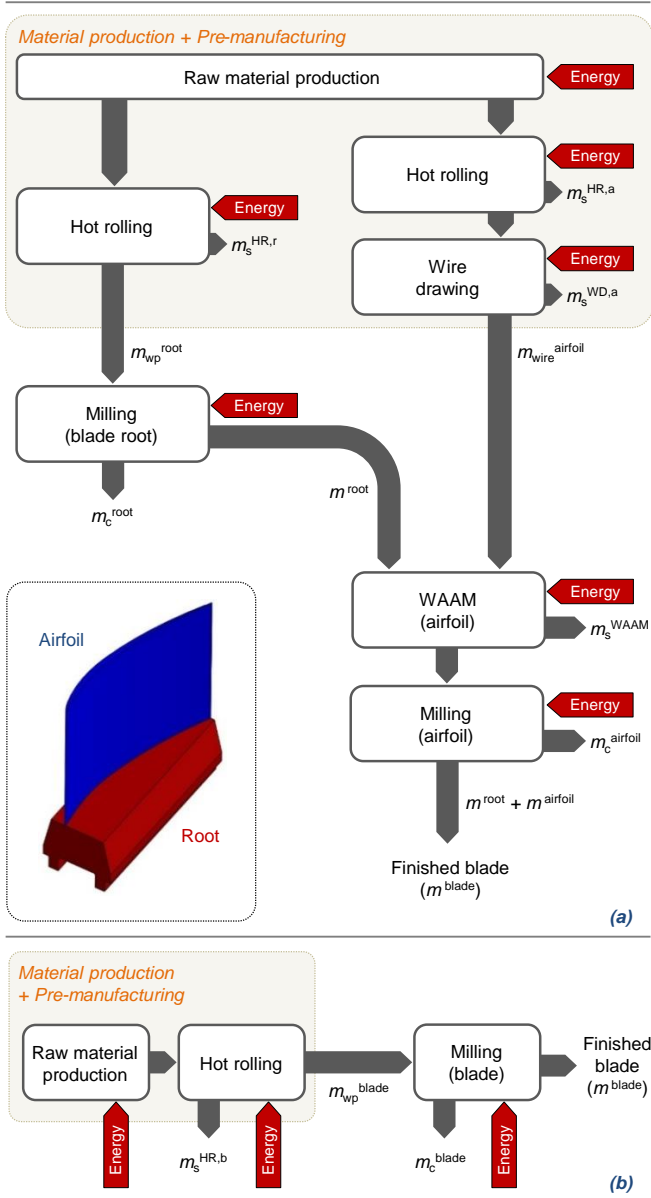 Material production + Pre-manufacturing
Raw material production
Energy
Energy
Hot rolling
m_s^HR,a
Energy
Hot rolling
m_s^HR,r
Energy
Wire
drawing
m_s^WD,a
m_wp^root
m_wire^airfoil
Milling
(blade root)
Energy
m_c^root
m^root
WAAM
(airfoil)
Energy
m_s^WAAM
Airfoil
Root
Milling
(airfoil)
Energy
m_c^airfoil
m^root + m^airfoil
Finished blade
(m^blade)
(a)
Material production
+ Pre-manufacturing
Raw material
production
Hot rolling
m_wp^blade
Milling
(blade)
Finished
blade
(m^blade)
Energy
m_s^HR,b
Energy
m_c^blade
Energy
(b)